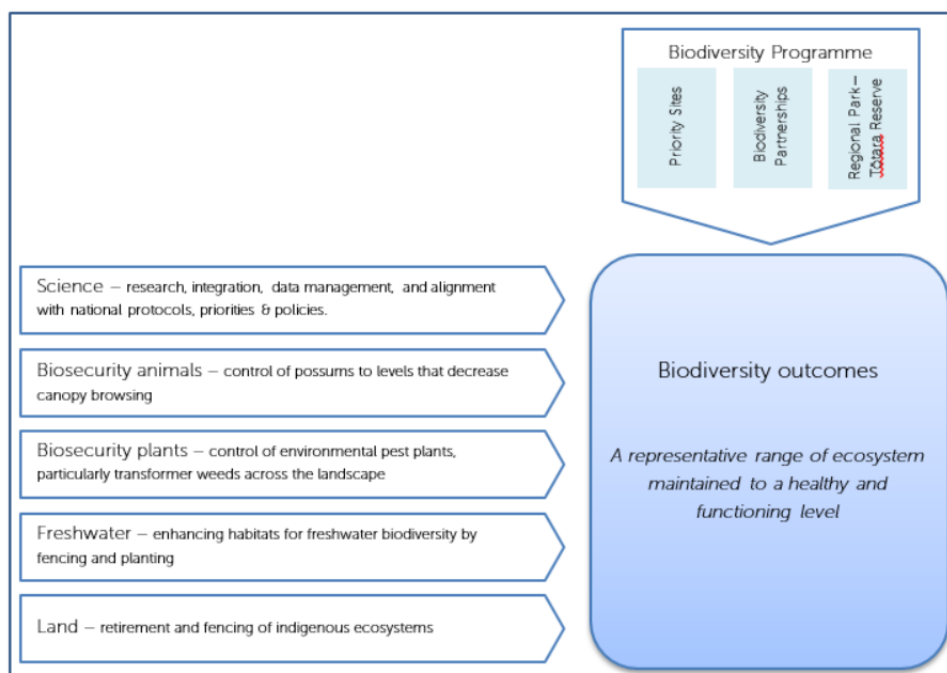 Biodiversity Programme
Priority Sites
Biodiversity
Partnerships
Regional Park –
Tōtara Reserve
Science – research, integration, data management, and alignment
with national protocols, priorities & policies.
Biosecurity animals – control of possums to levels that decrease
canopy browsing
Biosecurity plants – control of environmental pest plants,
particularly transformer weeds across the landscape
Freshwater – enhancing habitats for freshwater biodiversity by
fencing and planting
Land – retirement and fencing of indigenous ecosystems
Biodiversity outcomes
A representative range of ecosystem
maintained to a healthy and
functioning level